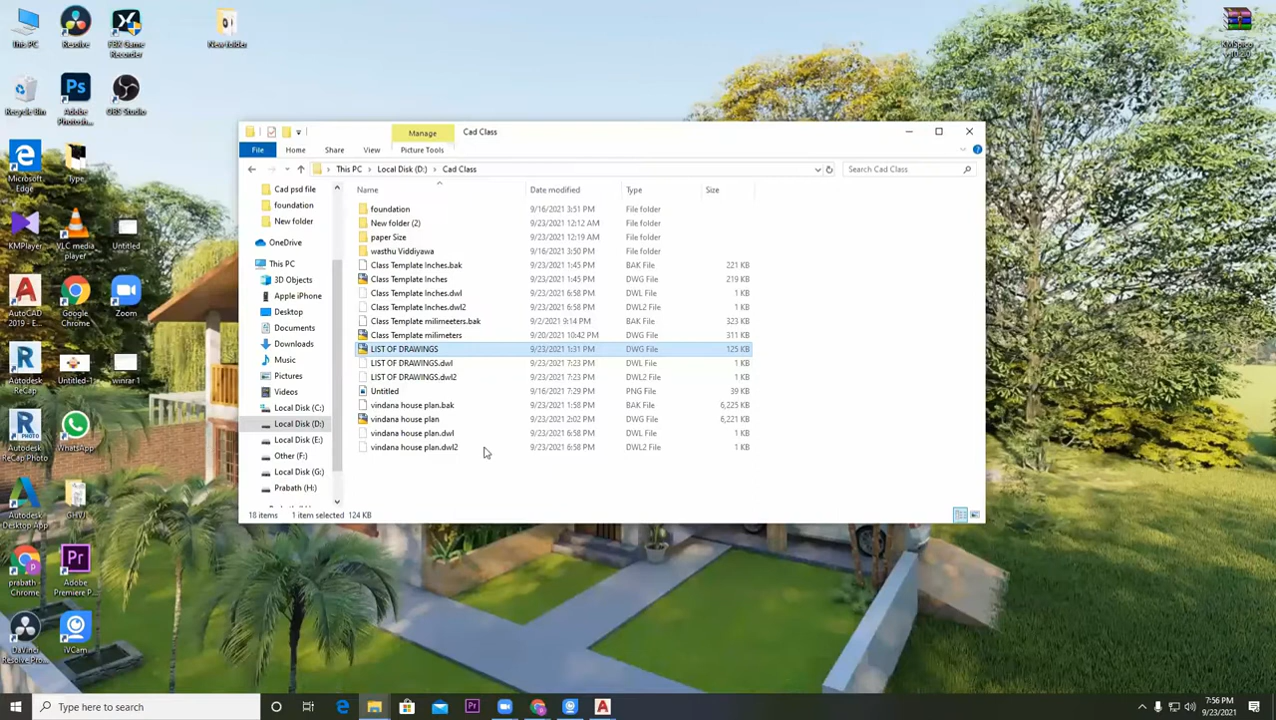 This PC
Resolve
FBX Game
Recorder
New folder
KMSpico
Recycle Bin
Adobe
Photosh...
OBS Studio
Microsoft
Edge
Type
KMPlayer
VLC media
player
Untitled
AutoCAD
2019 - E...
Google
Chrome
Zoom
Autodesk
ReCap
Untitled-1
winrar 1
Autodesk
ReCap Photo
WhatsApp
Autodesk
Desktop App
prabath -
Chrome
Adobe
Premiere P...
DaVinci
Resolve Pro...
iVCam
Manage
Cad Class
File
Home
Share
View
Picture Tools
This PC > Local Disk (D:) > Cad Class
Search Cad Class
Cad psd file
foundation
New folder
OneDrive
This PC
3D Objects
Apple iPhone
Desktop
Documents
Downloads
Music
Pictures
Videos
Local Disk (C:)
Local Disk (D:)
Local Disk (E:)
Other (F:)
Local Disk (G:)
Prabath (H:)
Name Date modified Type Size
foundation 9/16/2021 3:51 PM File folder
New folder (2) 9/23/2021 12:12 AM File folder
paper Size 9/23/2021 12:19 AM File folder
wasthu Viddiyawa 9/16/2021 3:50 PM File folder
Class Template Inches.bak 9/23/2021 1:45 PM BAK File 221 KB
Class Template Inches 9/23/2021 1:45 PM DWG File 219 KB
Class Template Inches.dwl 9/23/2021 6:58 PM DWL File 1 KB
Class Template Inches.dwl2 9/23/2021 6:58 PM DWL2 File 1 KB
Class Template milimeters.bak 9/2/2021 9:14 PM BAK File 323 KB
Class Template milimeters 9/20/2021 10:42 PM DWG File 311 KB
LIST OF DRAWINGS 9/23/2021 1:31 PM DWG File 125 KB
LIST OF DRAWINGS.dwl 9/23/2021 7:23 PM DWL File 1 KB
LIST OF DRAWINGS.dwl2 9/23/2021 7:23 PM DWL2 File 1 KB
Untitled 9/16/2021 7:29 PM PNG File 39 KB
vindana house plan.bak 9/23/2021 1:58 PM BAK File 6,225 KB
vindana house plan 9/23/2021 2:02 PM DWG File 6,221 KB
vindana house plan.dwl 9/23/2021 6:58 PM DWL File 1 KB
vindana house plan.dwl2 9/23/2021 6:58 PM DWL2 File 1 KB
18 items 1 item selected 124 KB
Type here to search
7:56 PM
9/23/2021